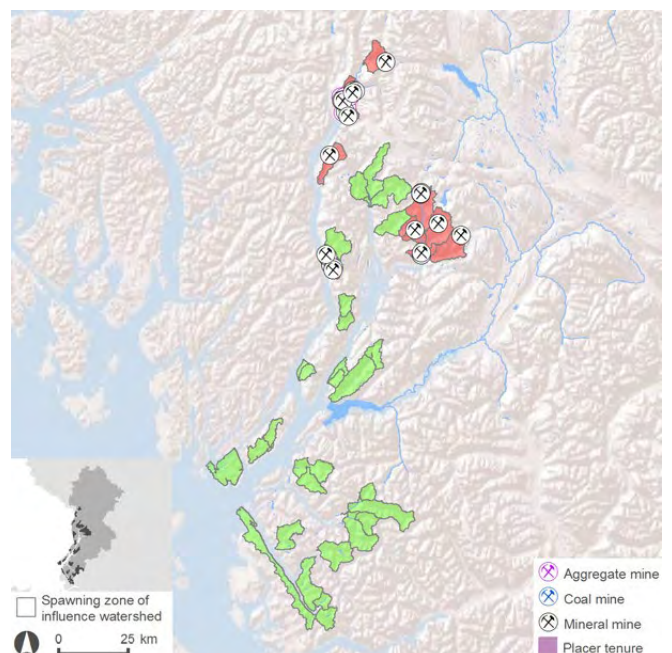 Spawning zone of
influence watershed
0 25 km
Aggregate mine
Coal mine
Mineral mine
Placer tenure